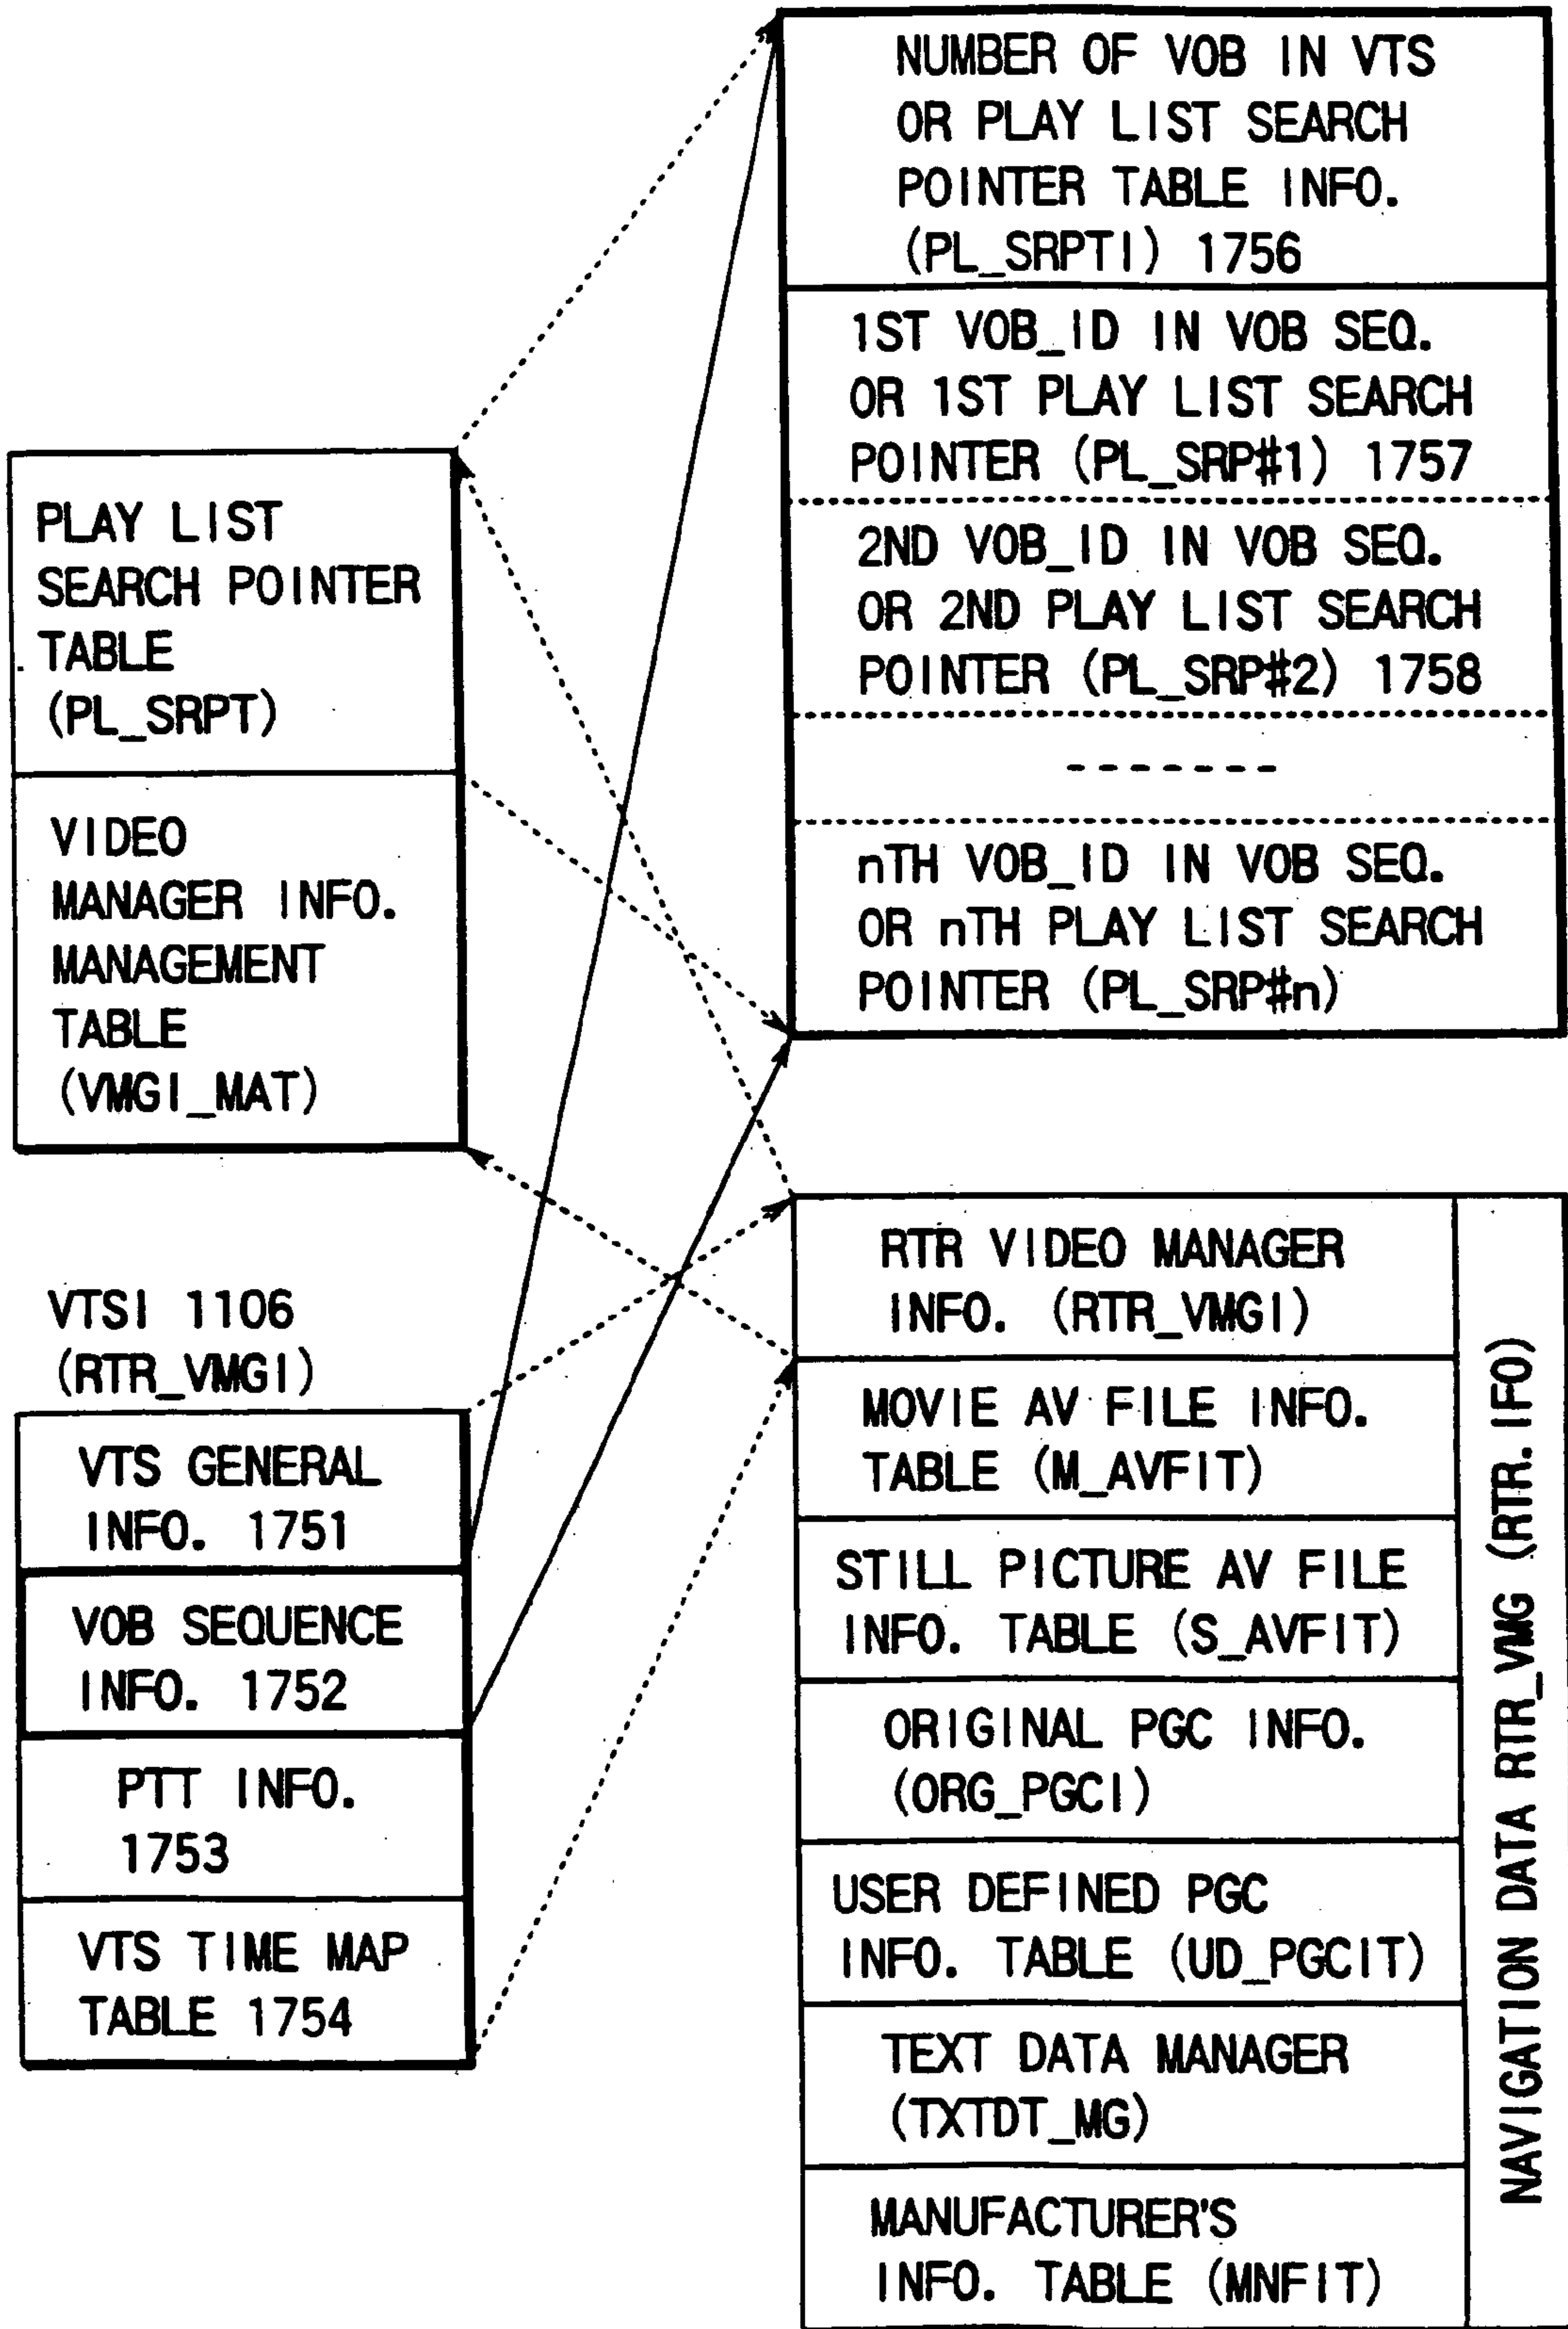 NUMBER OF VOB IN VTS
OR PLAY LIST SEARCH
POINTER TABLE INFO.
(PL_SRPTI) 1756
1ST VOB_ID IN VOB SEQ.
OR 1ST PLAY LIST SEARCH
POINTER (PL_SRP#1) 1757
2ND VOB_ID IN VOB SEQ.
OR 2ND PLAY LIST SEARCH
POINTER (PL_SRP#2) 1758
- - - - - - -
nTH VOB_ID IN VOB SEQ.
OR nTH PLAY LIST SEARCH
POINTER (PL_SRP#n)
PLAY LIST
SEARCH POINTER
TABLE
(PL_SRPT)
VIDEO
MANAGER INFO.
MANAGEMENT
TABLE
(VMGI_MAT)
VTSI 1106
(RTR_VMGI)
VTS GENERAL
INFO. 1751
VOB SEQUENCE
INFO. 1752
PTT INFO.
1753
VTS TIME MAP
TABLE 1754
RTR VIDEO MANAGER
INFO. (RTR_VMGI)
MOVIE AV FILE INFO.
TABLE (M_AVFIT)
STILL PICTURE AV FILE
INFO. TABLE (S_AVFIT)
ORIGINAL PGC INFO.
(ORG_PGCI)
USER DEFINED PGC
INFO. TABLE (UD_PGCIT)
TEXT DATA MANAGER
(TXTDT_MG)
MANUFACTURER'S
INFO. TABLE (MNFIT)
NAVIGATION DATA RTR_VMG (RTR. IFO)